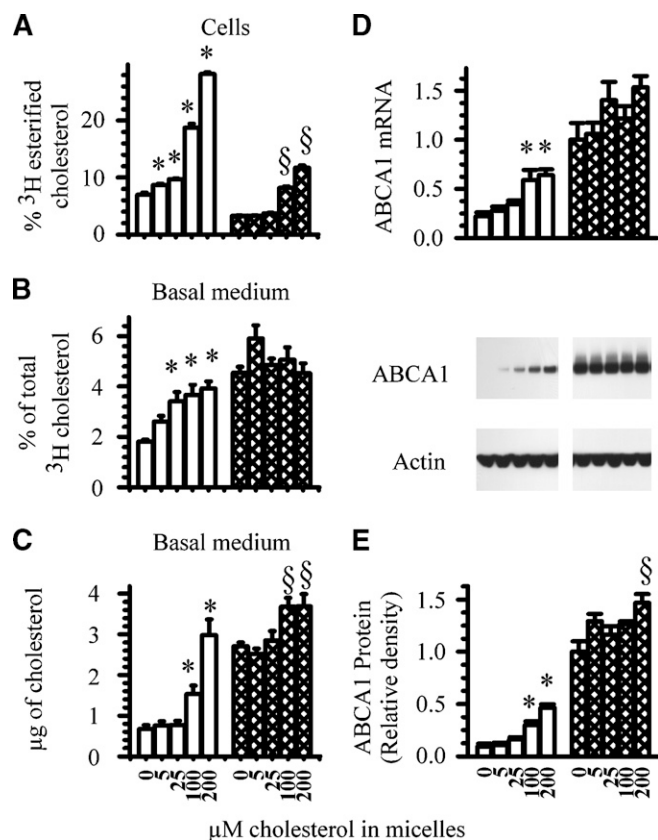 A
Cells
% ³H esterified
cholesterol
20
10
0
* * * *
§ §
B
Basal medium
% of total
³H cholesterol
6
4
2
0
* * *
C
Basal medium
µg of cholesterol
4
3
2
1
0
* *
§ §
0 5 25 100 200 0 5 25 100 200
D
ABCA1 mRNA
1.5
1.0
0.5
0.0
* *
ABCA1
Actin
E
ABCA1 Protein
(Relative density)
1.5
1.0
0.5
0.0
* *
§
0 5 25 100 200 0 5 25 100 200
µM cholesterol in micelles